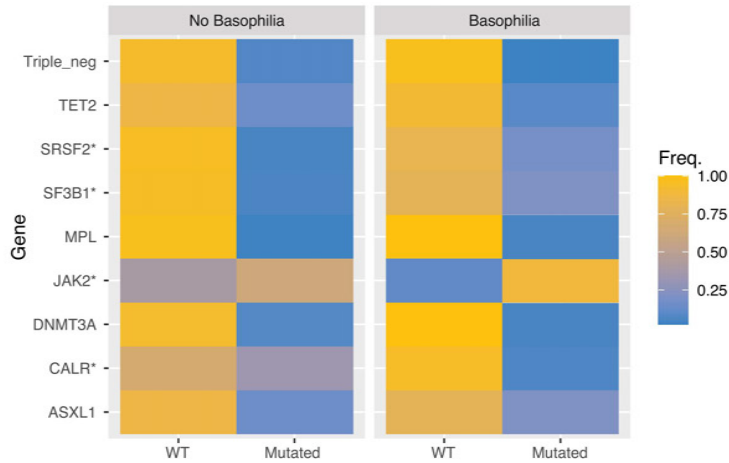 No Basophilia
Basophilia
Gene
Triple_neg
TET2
SRSF2*
SF3B1*
MPL
JAK2*
DNMT3A
CALR*
ASXL1
WT
Mutated
WT
Mutated
Freq.
1.00
0.75
0.50
0.25